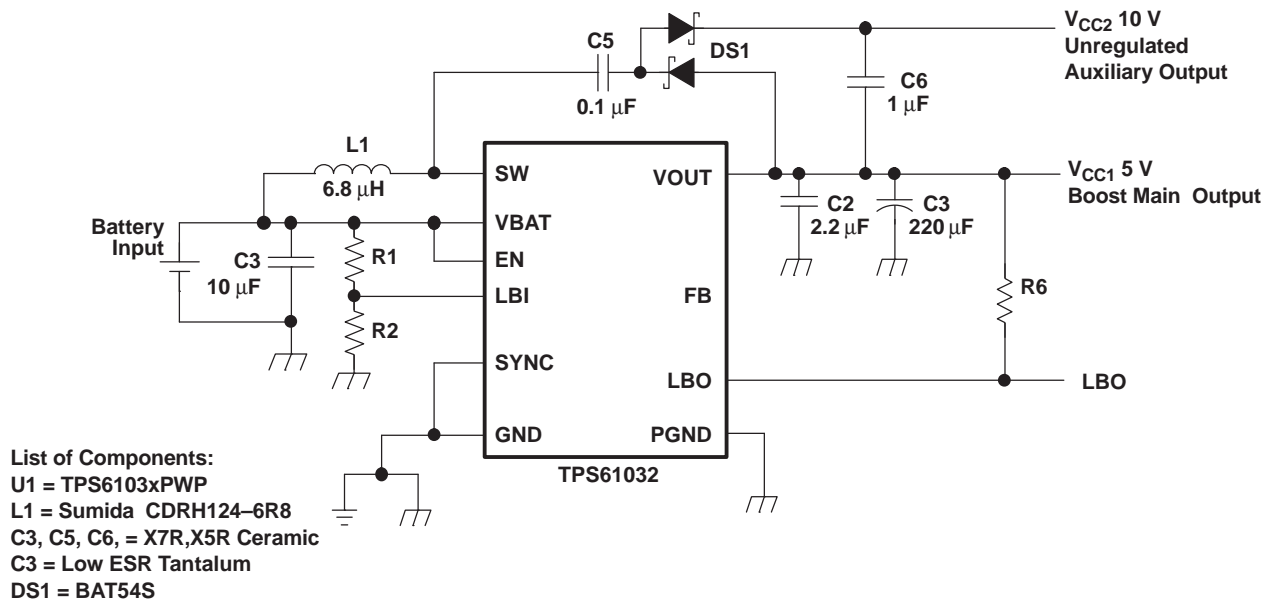 VCC2 10 V
Unregulated
Auxiliary Output
C5
DS1
0.1 μF
C6
1 μF
L1
6.8 μH
SW
VOUT
VCC1 5 V
Boost Main Output
C2
2.2 μF
C3
220 μF
Battery
Input
VBAT
C3
10 μF
R1
EN
LBI
FB
R6
R2
SYNC
LBO
LBO
GND
PGND
TPS61032
List of Components:
U1 = TPS6103xPWP
L1 = Sumida CDRH124–6R8
C3, C5, C6, = X7R,X5R Ceramic
C3 = Low ESR Tantalum
DS1 = BAT54S